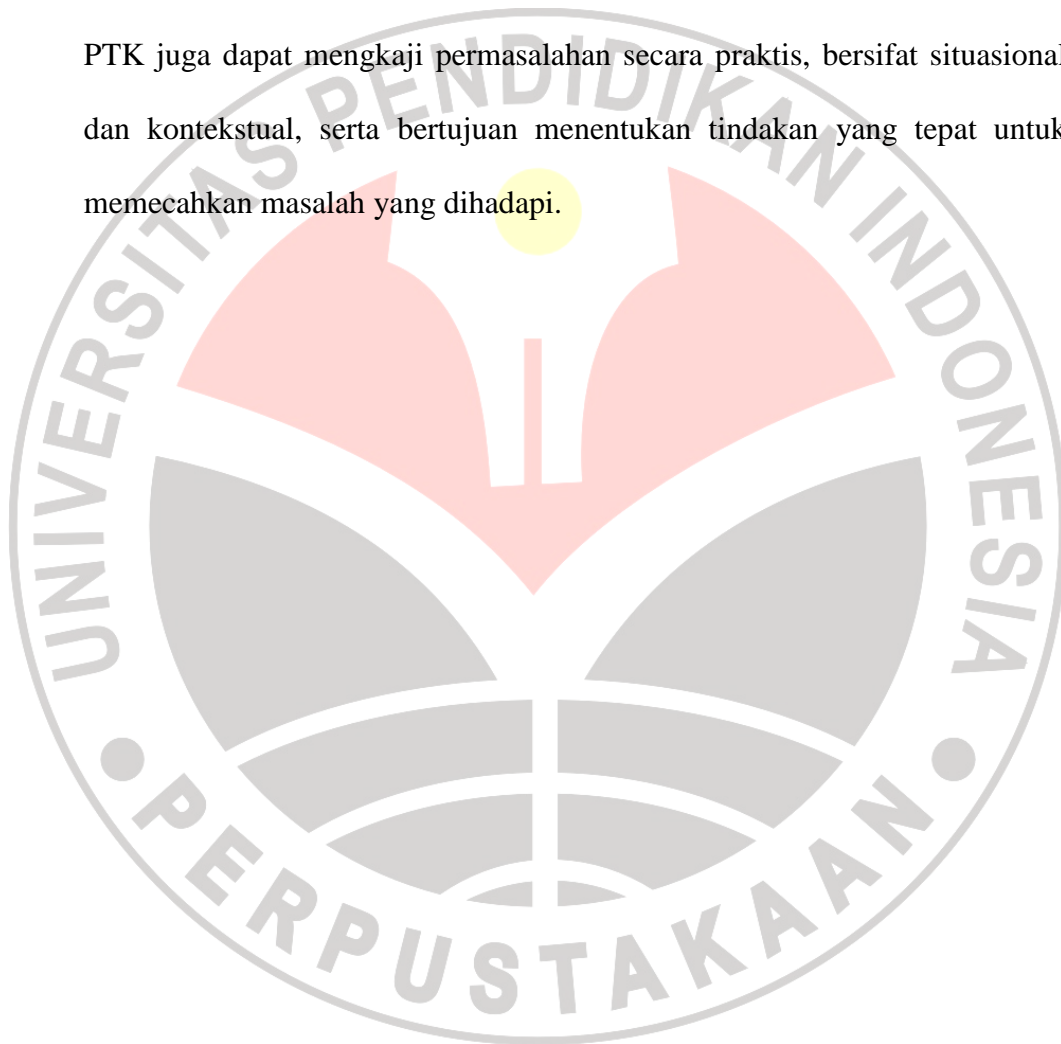 PTK juga dapat mengkaji permasalahan secara praktis, bersifat situasional
dan kontekstual, serta bertujuan menentukan tindakan yang tepat untuk
memecahkan masalah yang dihadapi.
UNIVERSITAS PENDIDIKAN INDONESIA
PERPUSTAKAAN